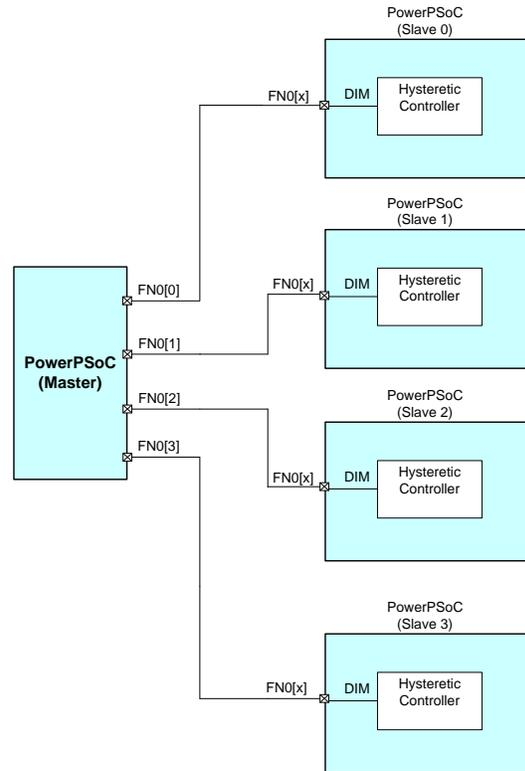 PowerPSoC
(Slave 0)
FN0[x]
DIM
Hysteretic
Controller
PowerPSoC
(Slave 1)
FN0[x]
DIM
Hysteretic
Controller
FN0[0]
FN0[1]
PowerPSoC
(Master)
FN0[2]
FN0[3]
PowerPSoC
(Slave 2)
FN0[x]
DIM
Hysteretic
Controller
PowerPSoC
(Slave 3)
FN0[x]
DIM
Hysteretic
Controller